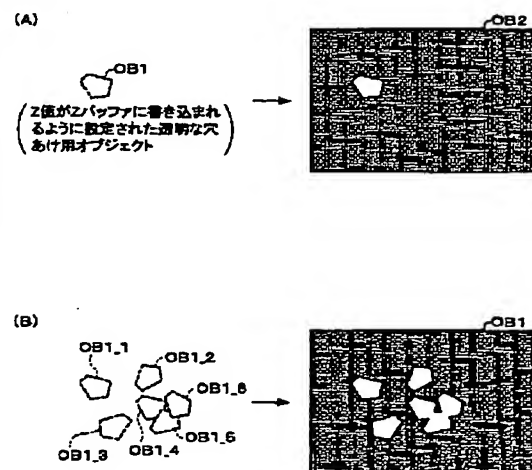 (A)
OB1
OB2
Z値がZバッファに書き込まれ
るように設定された透明な穴
あけ用オブジェクト
(B)
OB1
OB1_1
OB1_2
OB1_6
OB1_5
OB1_3
OB1_4